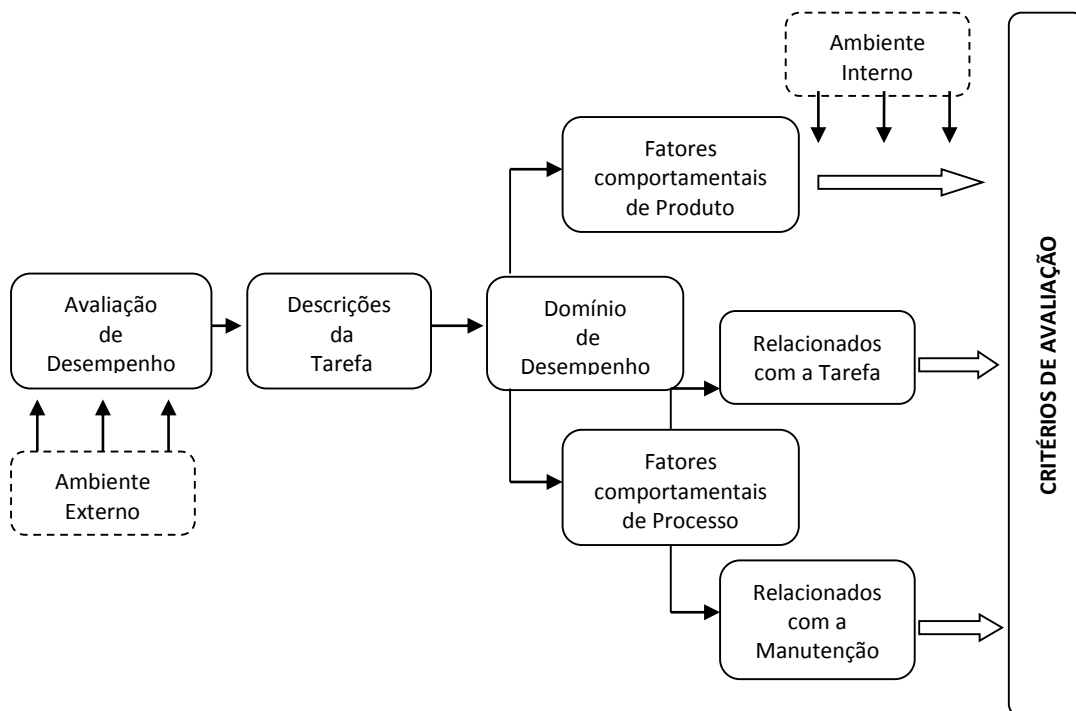 Ambiente
Interno
Fatores
comportamentais
de Produto
Avaliação
de
Desempenho
Descrições
da
Tarefa
Domínio
de
Desempenho
Relacionados
com a Tarefa
Ambiente
Externo
Fatores
comportamentais
de Processo
Relacionados
com a
Manutenção
CRITÉRIOS DE AVALIAÇÃO